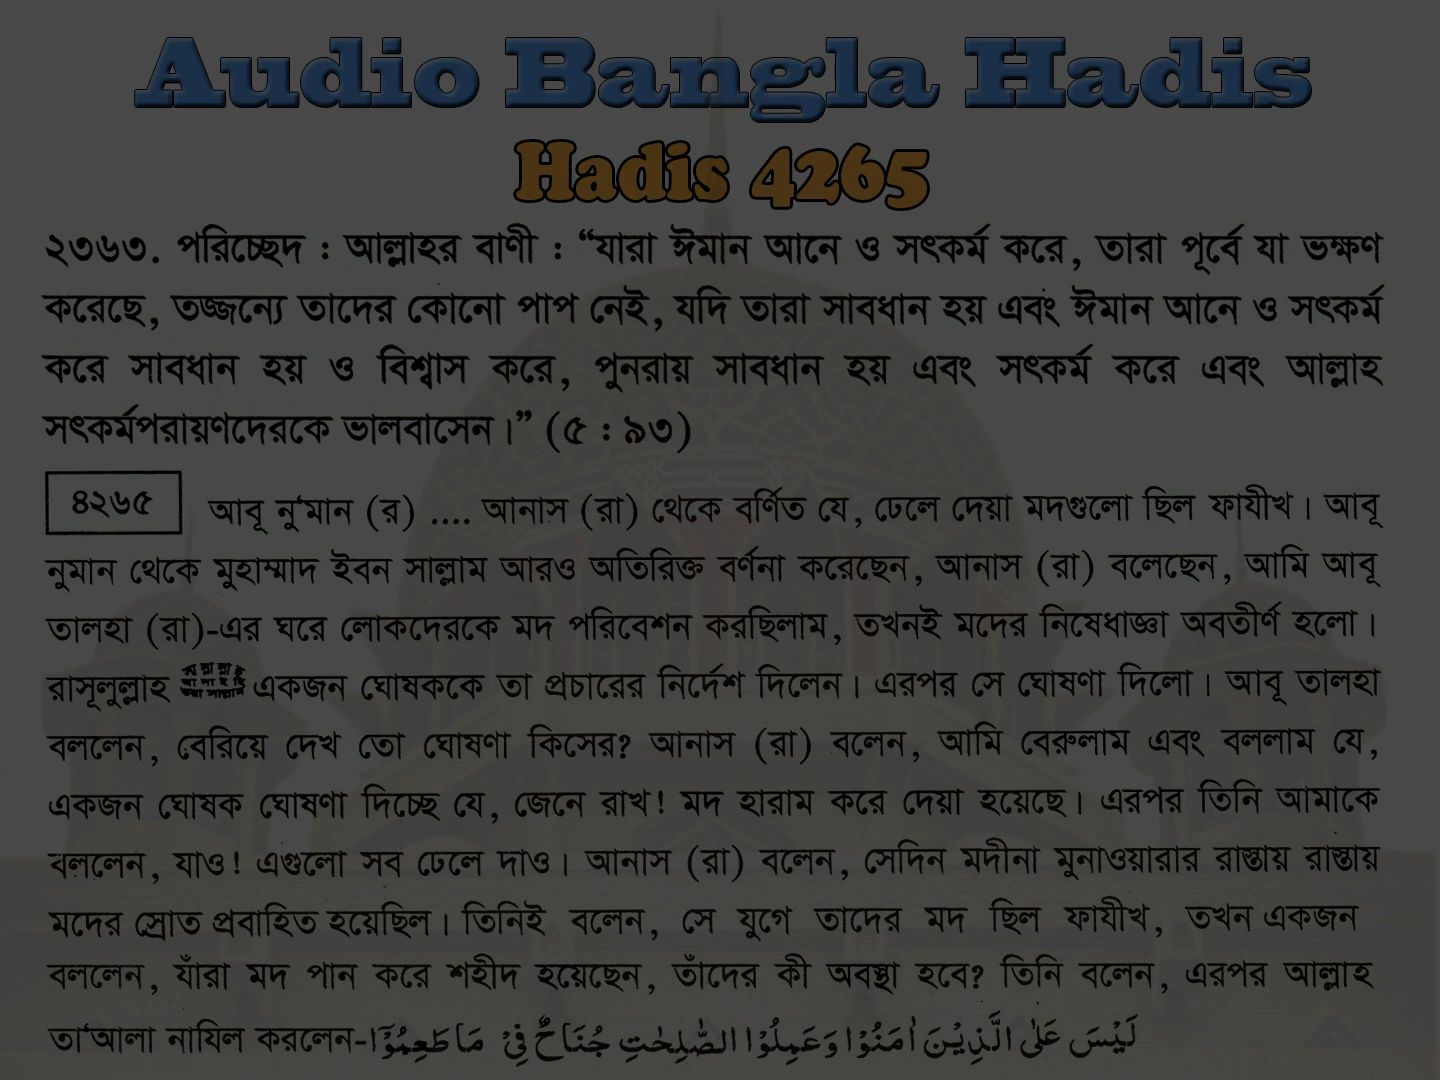 Audio Bangla Hadis
Hadis 4265
২৩৬৩. পরিচ্ছেদ : আল্লাহর বাণী : “যারা ঈমান আনে ও সৎকর্ম করে, তারা পূর্বে যা ভক্ষণ
করেছে, তজ্জন্যে তাদের কোনো পাপ নেই, যদি তারা সাবধান হয় এবং ঈমান আনে ও সৎকর্ম
করে সাবধান হয় ও বিশ্বাস করে, পুনরায় সাবধান হয় এবং সৎকর্ম করে এবং আল্লাহ
সৎকর্মপরায়ণদেরকে ভালবাসেন।” (৫ : ৯৩)
৪২৬৫ আবূ নু‘মান (র) .... আনাস (রা) থেকে বর্ণিত যে, ঢেলে দেয়া মদগুলো ছিল ফাযীখ। আবূ
নুমান থেকে মুহাম্মাদ ইবন সাল্লাম আরও অতিরিক্ত বর্ণনা করেছেন, আনাস (রা) বলেছেন, আমি আবূ
তালহা (রা)-এর ঘরে লোকদেরকে মদ পরিবেশন করছিলাম, তখনই মদের নিষেধাজ্ঞা অবতীর্ণ হলো।
রাসূলুল্লাহ একজন ঘোষককে তা প্রচারের নির্দেশ দিলেন। এরপর সে ঘোষণা দিলো। আবূ তালহা
বললেন, বেরিয়ে দেখ তো ঘোষণা কিসের? আনাস (রা) বলেন, আমি বেরুলাম এবং বললাম যে,
একজন ঘোষক ঘোষণা দিচ্ছে যে, জেনে রাখ! মদ হারাম করে দেয়া হয়েছে। এরপর তিনি আমাকে
বললেন, যাও! এগুলো সব ঢেলে দাও। আনাস (রা) বলেন, সেদিন মদীনা মুনাওয়ারার রাস্তায় রাস্তায়
মদের স্রোত প্রবাহিত হয়েছিল। তিনিই বলেন, সে যুগে তাদের মদ ছিল ফাযীখ, তখন একজন
বললেন, যাঁরা মদ পান করে শহীদ হয়েছেন, তাঁদের কী অবস্থা হবে? তিনি বলেন, এরপর আল্লাহ
তা‘আলা নাযিল করলেন-لَيْسَ عَلَى الَّذِيْنَ اٰمَنُوْا وَعَمِلُوْا الصّٰلِحٰتِ جُنَاحٌ فِيْ مَا طَعِمُوْٓا